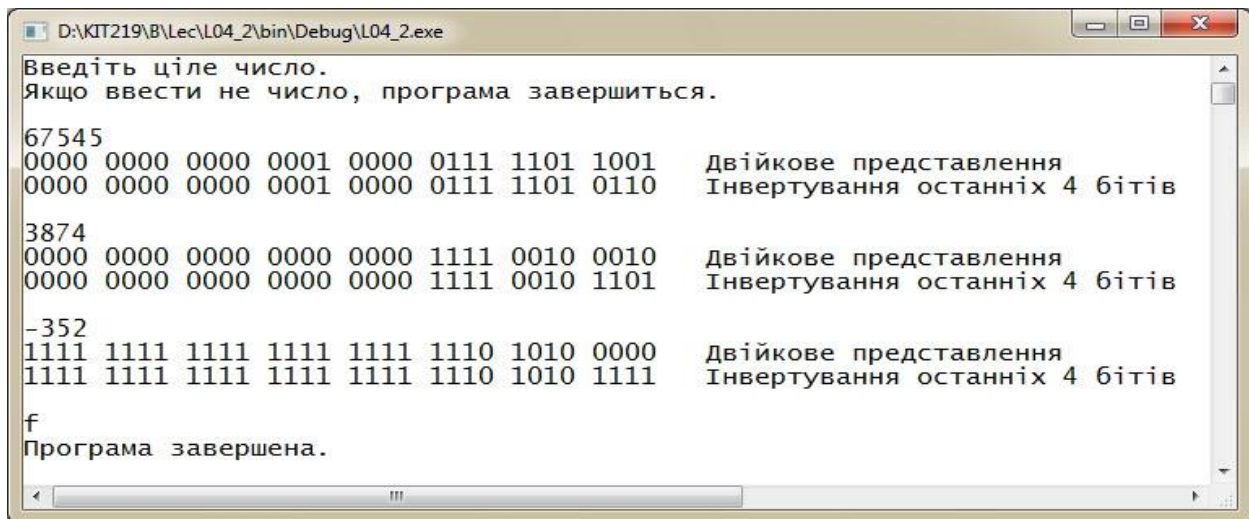 D:\KIT219\B\Lec\L04_2\bin\Debug\L04_2.exe
Введіть ціле число.
Якщо ввести не число, програма завершиться.
67545
0000 0000 0000 0001 0000 0111 1101 1001 Двійкове представлення
0000 0000 0000 0001 0000 0111 1101 0110 Інвертування останніх 4 бітів
3874
0000 0000 0000 0000 0000 1111 0010 0010 Двійкове представлення
0000 0000 0000 0000 0000 1111 0010 1101 Інвертування останніх 4 бітів
-352
1111 1111 1111 1111 1111 1110 1010 0000 Двійкове представлення
1111 1111 1111 1111 1111 1110 1010 1111 Інвертування останніх 4 бітів
f
Програма завершена.